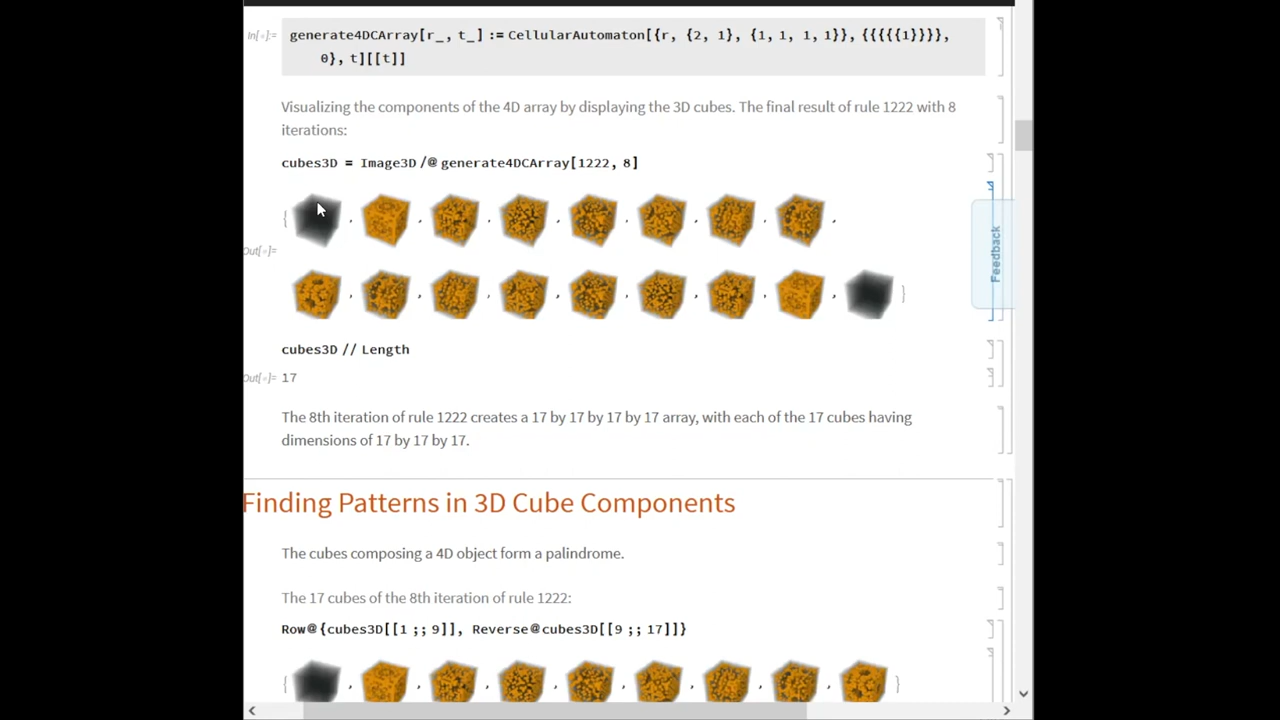 In[∘]:= generate4DCArray[r_, t_] := CellularAutomaton[{r, {2, 1}, {1, 1, 1, 1}}, {{{{{1}}}},
0}, t][[t]]
Visualizing the components of the 4D array by displaying the 3D cubes. The final result of rule 1222 with 8
iterations:
cubes3D = Image3D /@ generate4DCArray[1222, 8]
{ , , , , , , , ,
Out[∘]=
, , , , , , , , }
cubes3D // Length
Out[∘]= 17
The 8th iteration of rule 1222 creates a 17 by 17 by 17 by 17 array, with each of the 17 cubes having
dimensions of 17 by 17 by 17.
Finding Patterns in 3D Cube Components
The cubes composing a 4D object form a palindrome.
The 17 cubes of the 8th iteration of rule 1222:
Row@{cubes3D[[1 ;; 9]], Reverse@cubes3D[[9 ;; 17]]}
{ , , , , , , , , }
Feedback